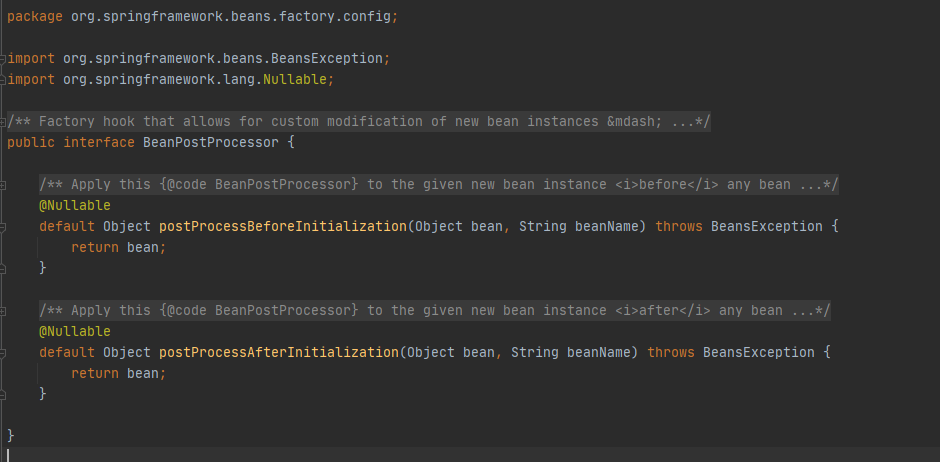 package org.springframework.beans.factory.config;
import org.springframework.beans.BeansException;
import org.springframework.lang.Nullable;
/** Factory hook that allows for custom modification of new bean instances &mdash; ...*/
public interface BeanPostProcessor {
/** Apply this {@code BeanPostProcessor} to the given new bean instance <i>before</i> any bean ...*/
@Nullable
default Object postProcessBeforeInitialization(Object bean, String beanName) throws BeansException {
return bean;
}
/** Apply this {@code BeanPostProcessor} to the given new bean instance <i>after</i> any bean ...*/
@Nullable
default Object postProcessAfterInitialization(Object bean, String beanName) throws BeansException {
return bean;
}
}